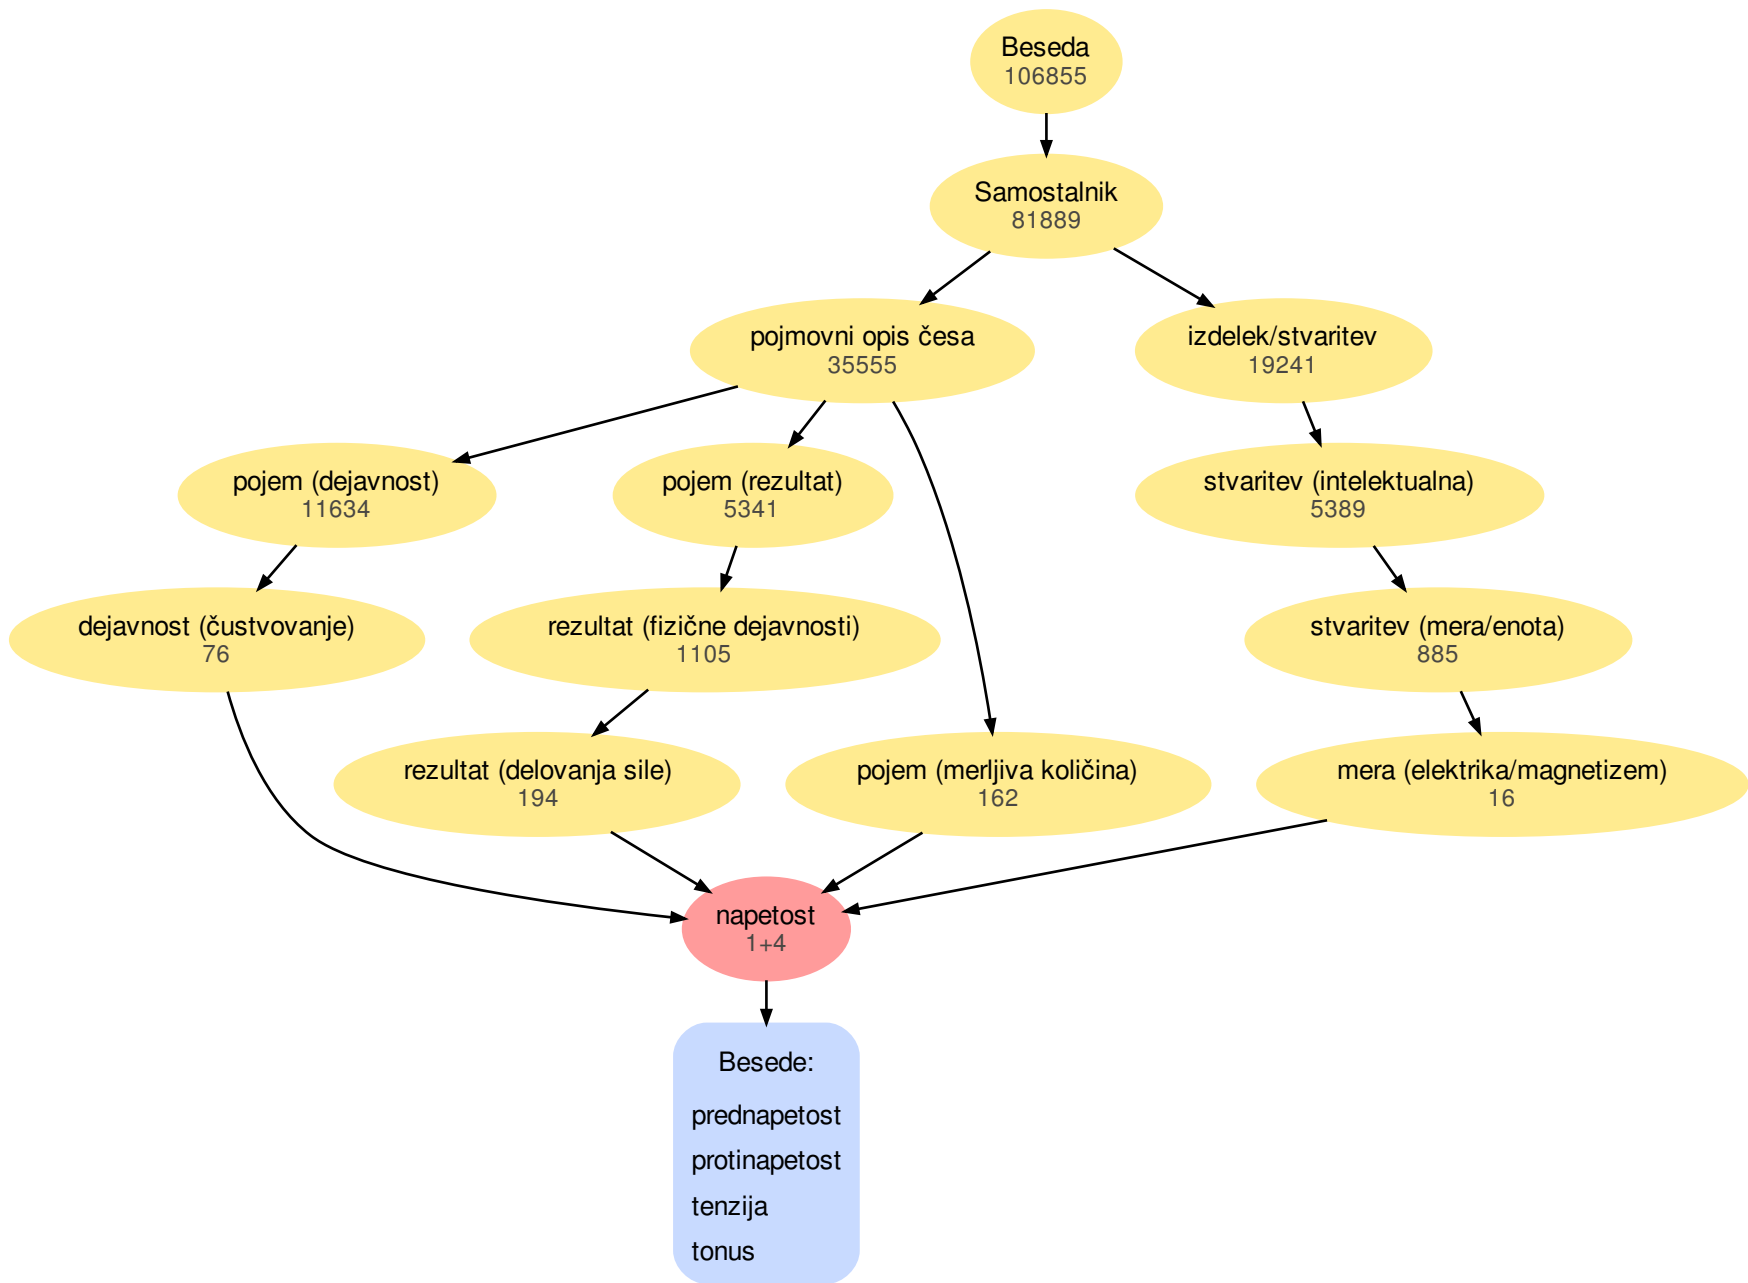 Beseda
106855
Samostalnik
81889
pojmovni opis česa
35555
izdelek/stvaritev
19241
pojem (dejavnost)
11634
pojem (rezultat)
5341
stvaritev (intelektualna)
5389
dejavnost (čustvovanje)
76
rezultat (fizične dejavnosti)
1105
stvaritev (mera/enota)
885
rezultat (delovanja sile)
194
pojem (merljiva količina)
162
mera (elektrika/magnetizem)
16
napetost
1+4
Besede:
prednapetost
protinapetost
tenzija
tonus